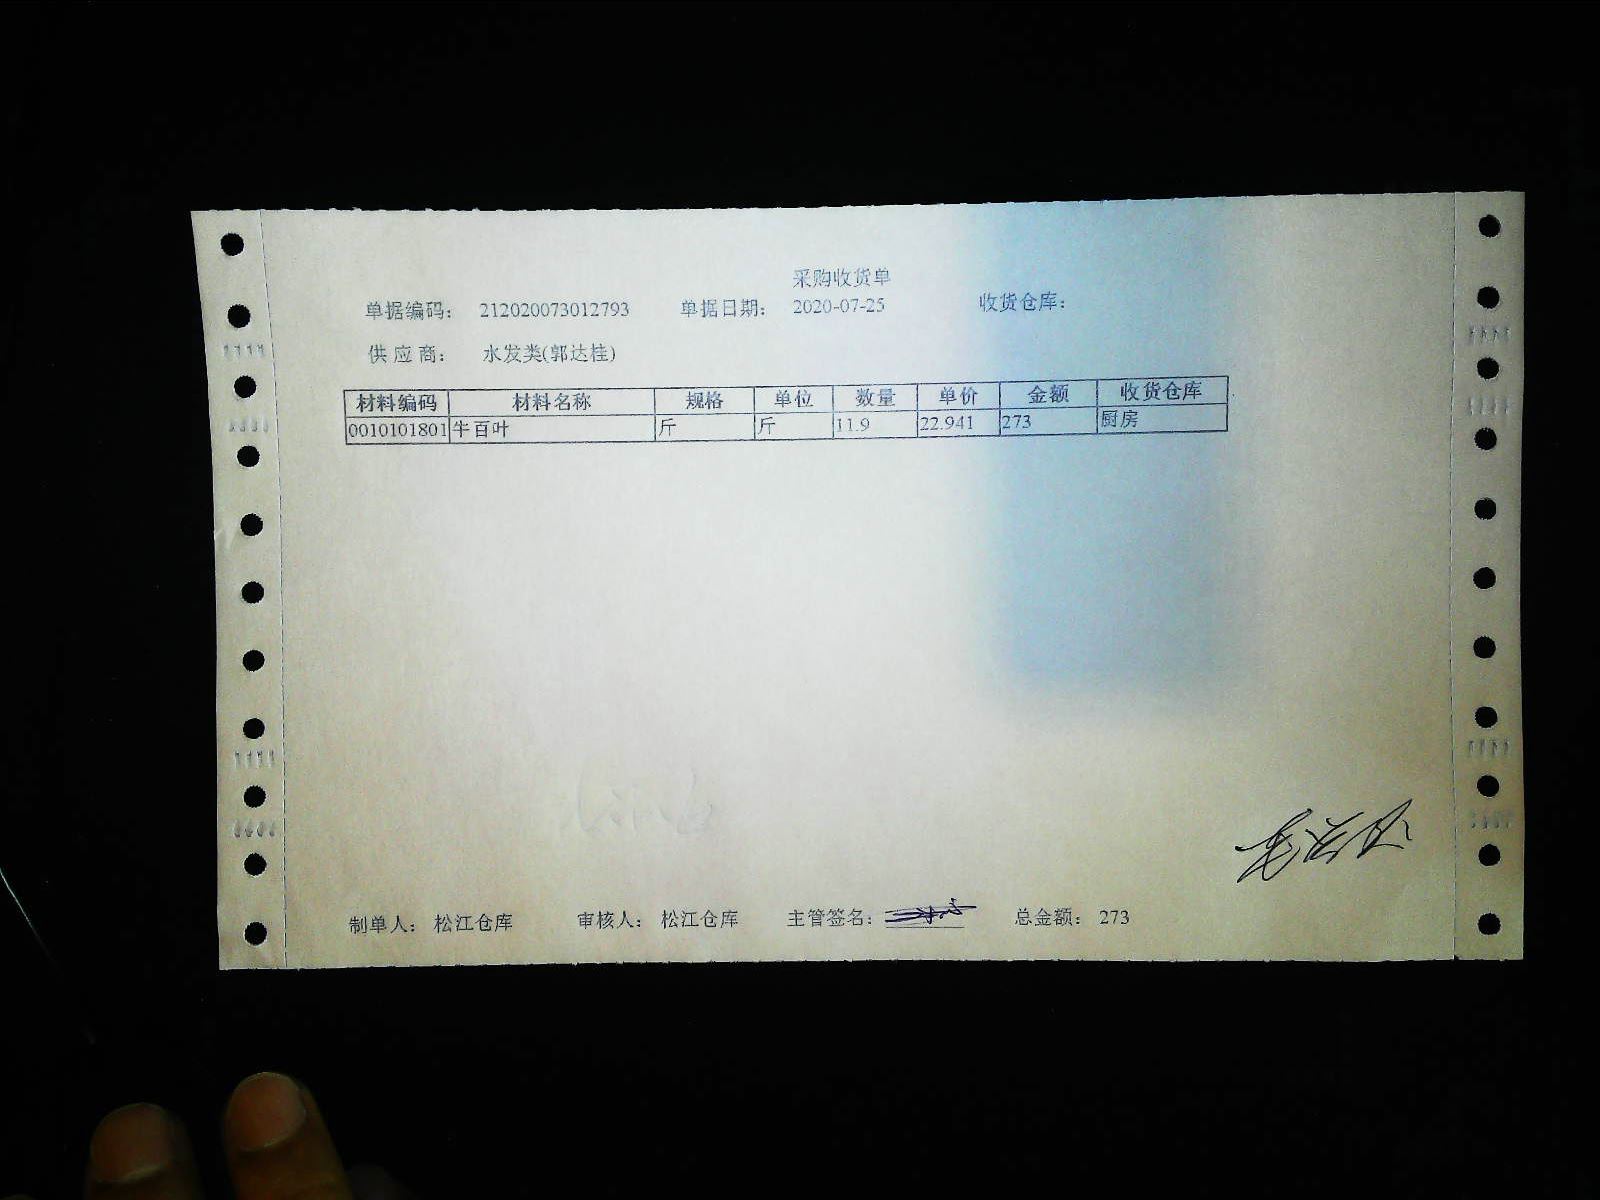 采购收货单
单据编码: 212020073012793 单据日期: 2020-07-25 收货仓库:
供应商: 水发类(郭达桂)
材料编码 材料名称 规格 单位 数量 单价 金额 收货仓库
0010101801 牛百叶 斤 斤 11.9 22.941 273 厨房
制单人: 松江仓库 审核人: 松江仓库 主管签名: 总金额: 273